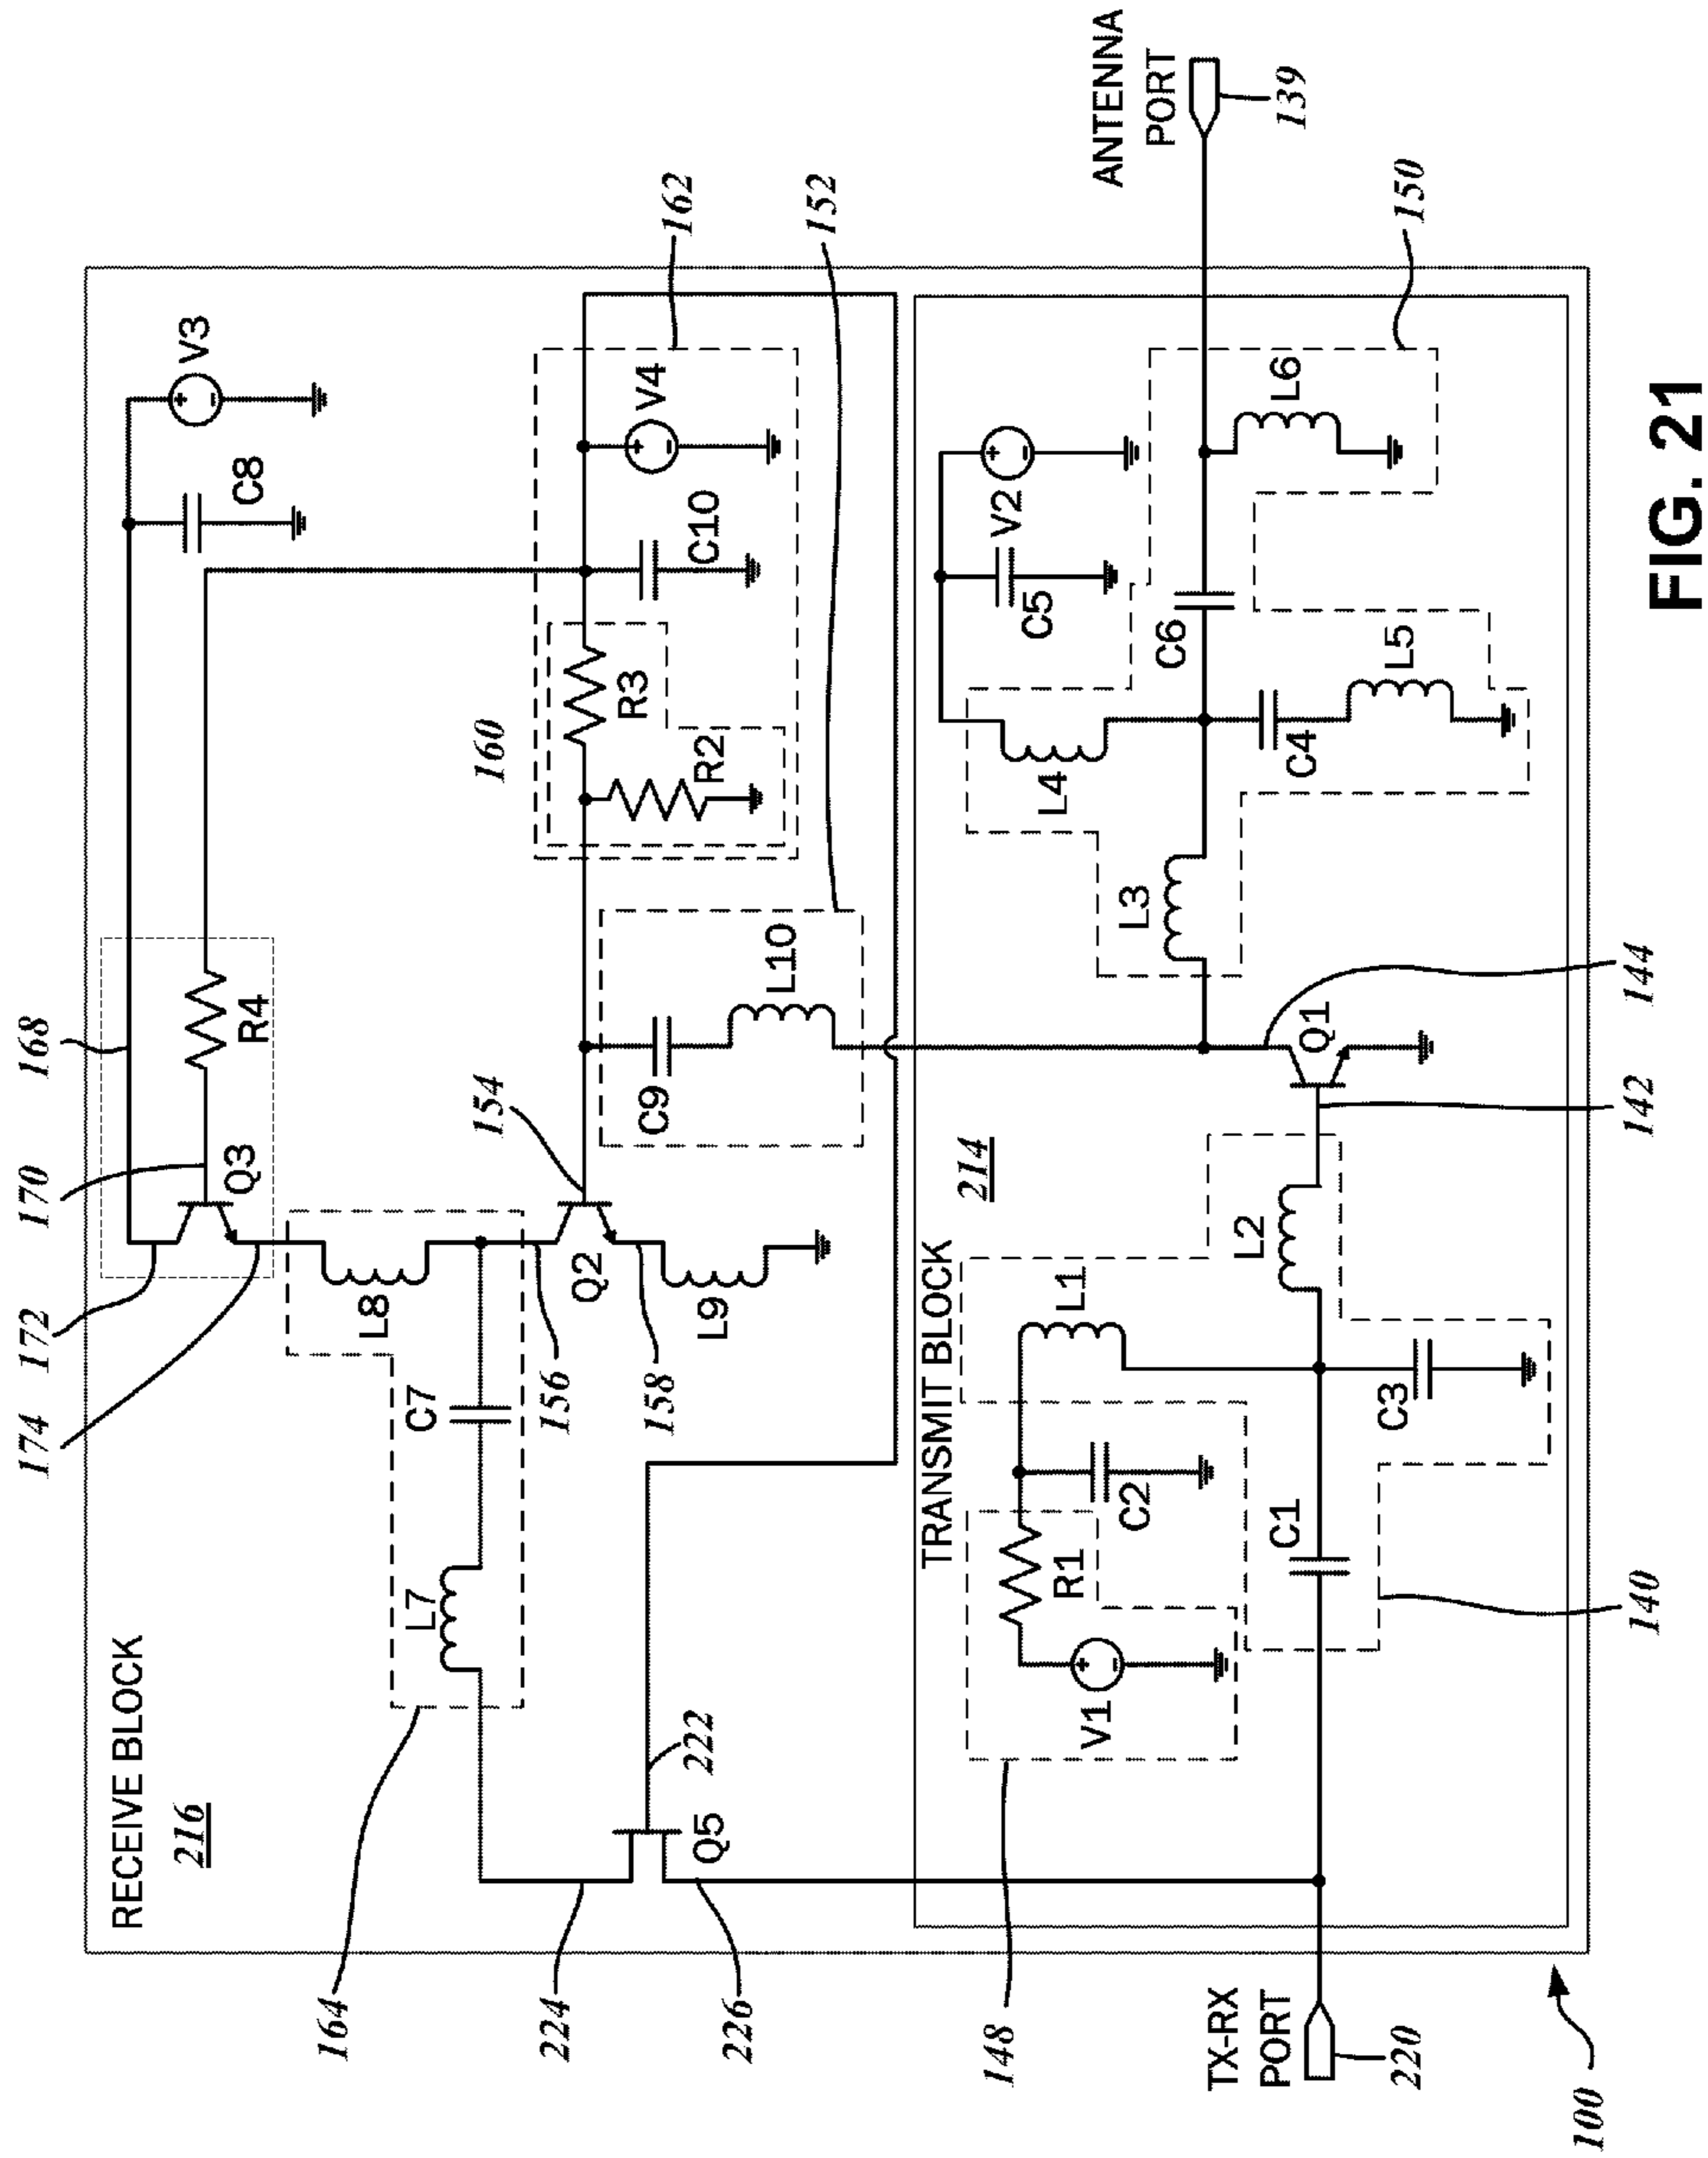 RECEIVE BLOCK
216
168
170
172
174
V3
C8
R4
Q3
L8
C7
L7
164
156
158
154
Q2
L9
160
162
152
R3
R2
C10
V4
C9
L10
Q5
222
224
226
TRANSMIT BLOCK
214
V1
R1
C2
L1
L2
C1
C3
148
140
142
144
Q1
L3
L4
C5
V2
C6
C4
L5
L6
150
ANTENNA
PORT
139
TX-RX
PORT
220
100
FIG. 21